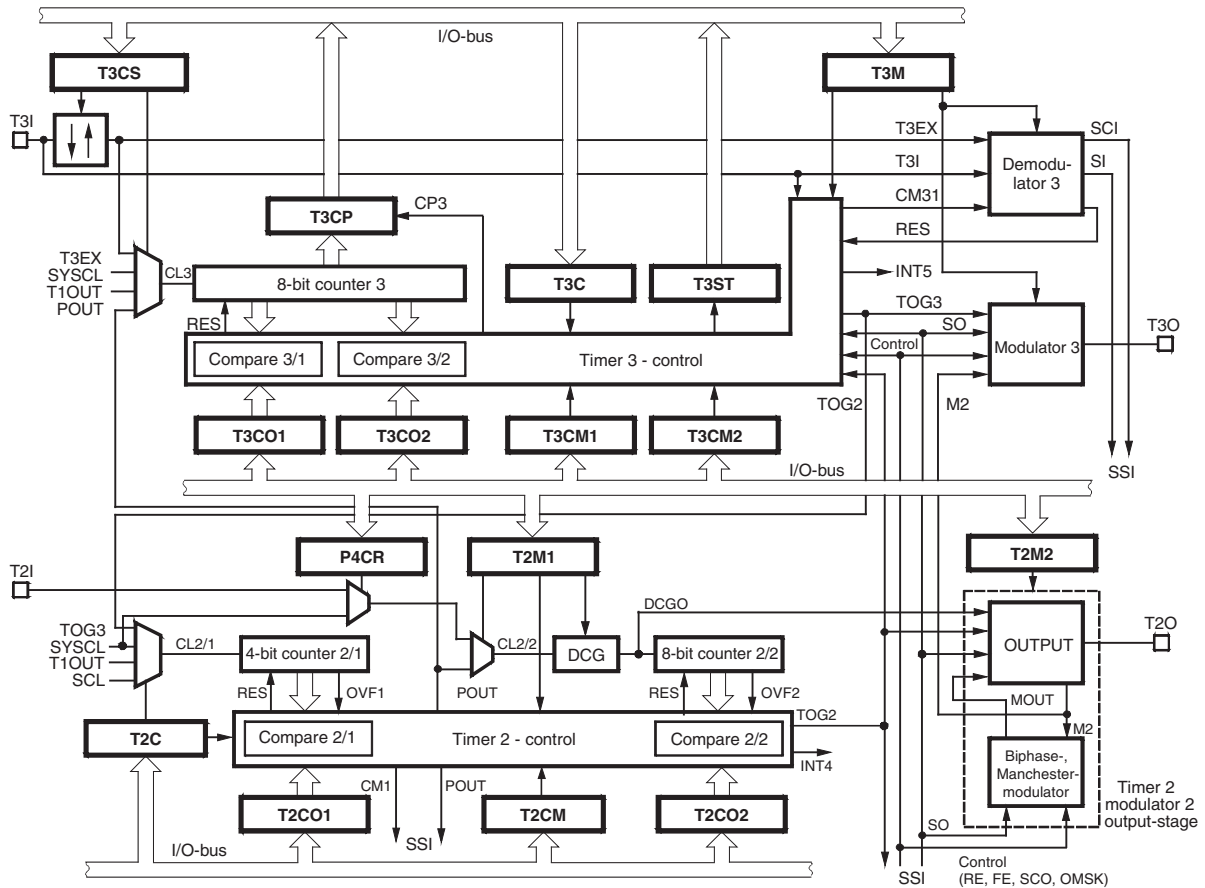 I/O-bus
T3CS
T3M
T3I
T3EX
SCI
T3I
SI
Demodu-
lator 3
CP3
T3CP
CM31
RES
T3EX
SYSCL
T1OUT
POUT
CL3
8-bit counter 3
T3C
T3ST
INT5
RES
TOG3
SO
T3O
Compare 3/1
Compare 3/2
Timer 3 - control
Control
Modulator 3
TOG2
M2
T3CO1
T3CO2
T3CM1
T3CM2
I/O-bus
SSI
P4CR
T2M1
T2M2
T2I
DCGO
TOG3
SYSCL
T1OUT
SCL
CL2/1
4-bit counter 2/1
CL2/2
DCG
8-bit counter 2/2
OUTPUT
T2O
RES
OVF1
POUT
RES
OVF2
MOUT
T2C
Compare 2/1
Timer 2 - control
Compare 2/2
TOG2
M2
INT4
Biphase-,
Manchester-
modulator
CM1
POUT
T2CO1
T2CM
T2CO2
Timer 2
modulator 2
output-stage
SSI
SO
I/O-bus
SSI
Control
(RE, FE, SCO, OMSK)